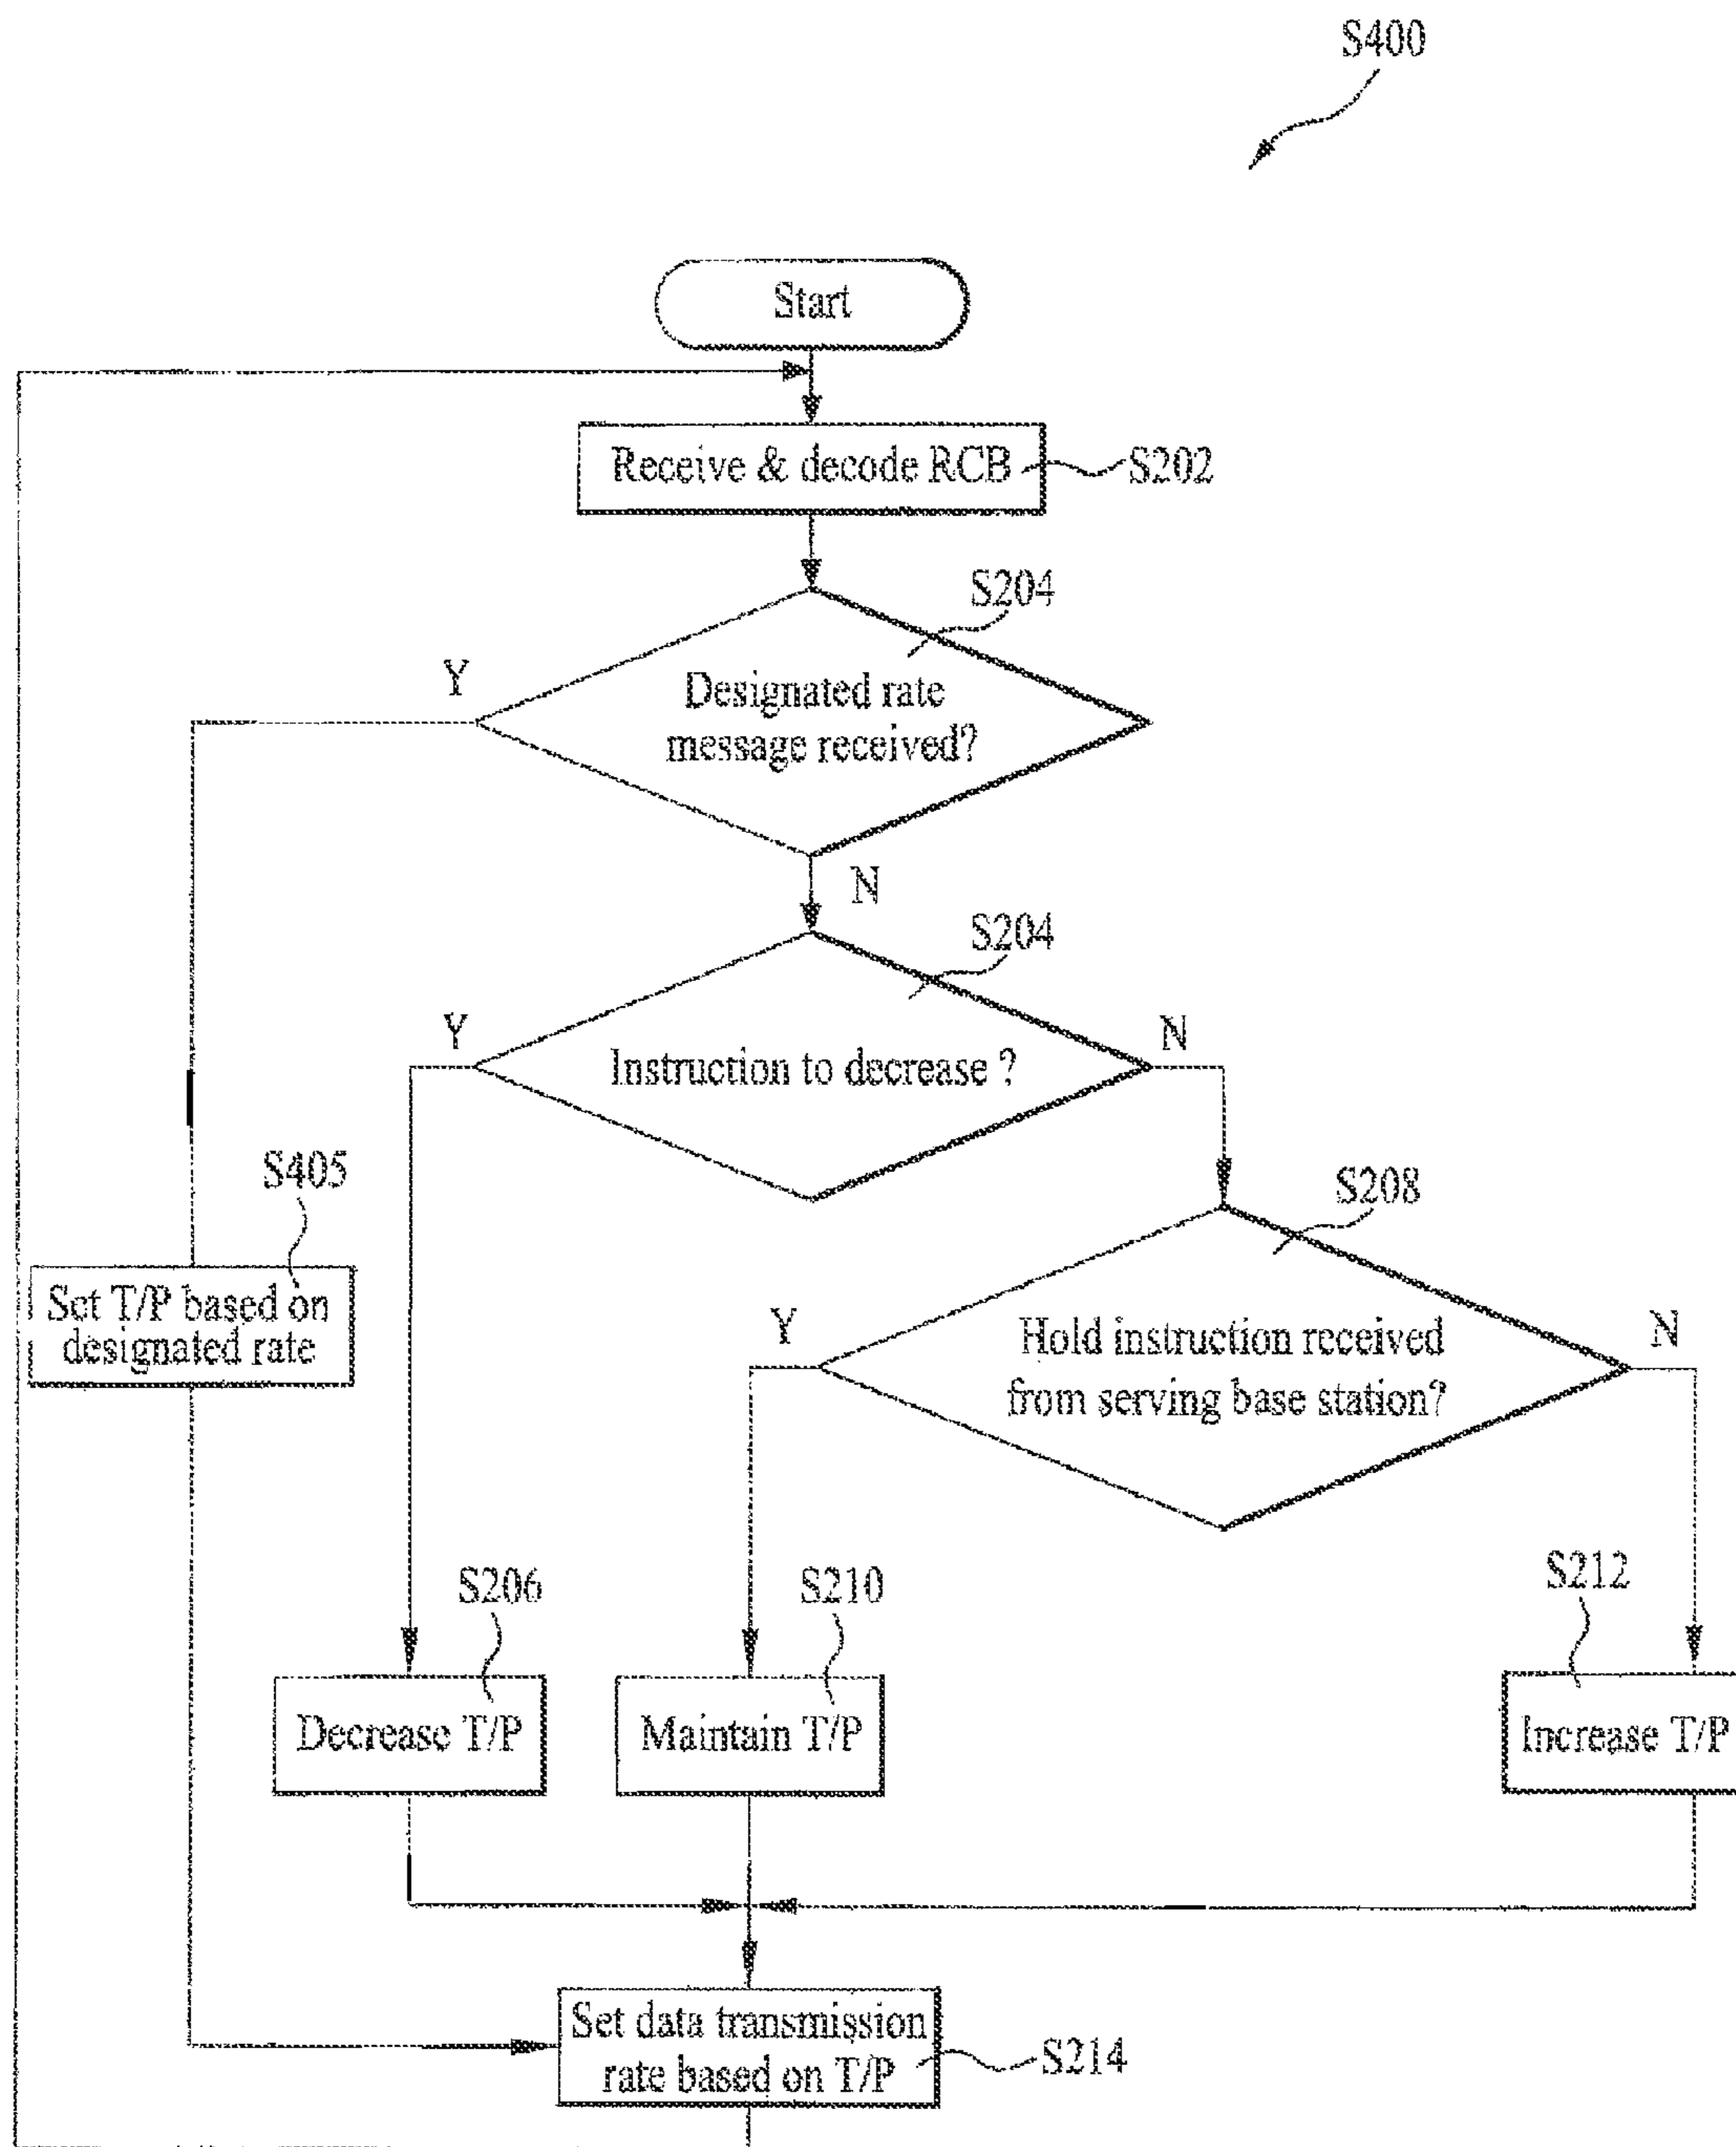 S400
Start
Receive & decode RCB
S202
S204
Y
Designated rate
message received?
N
S204
Y
N
Instruction to decrease ?
S405
S208
Set T/P based on
designated rate
Y
N
Hold instruction received
from serving base station?
S206
S210
S212
Decrease T/P
Maintain T/P
Increase T/P
Set data transmission
rate based on T/P
S214